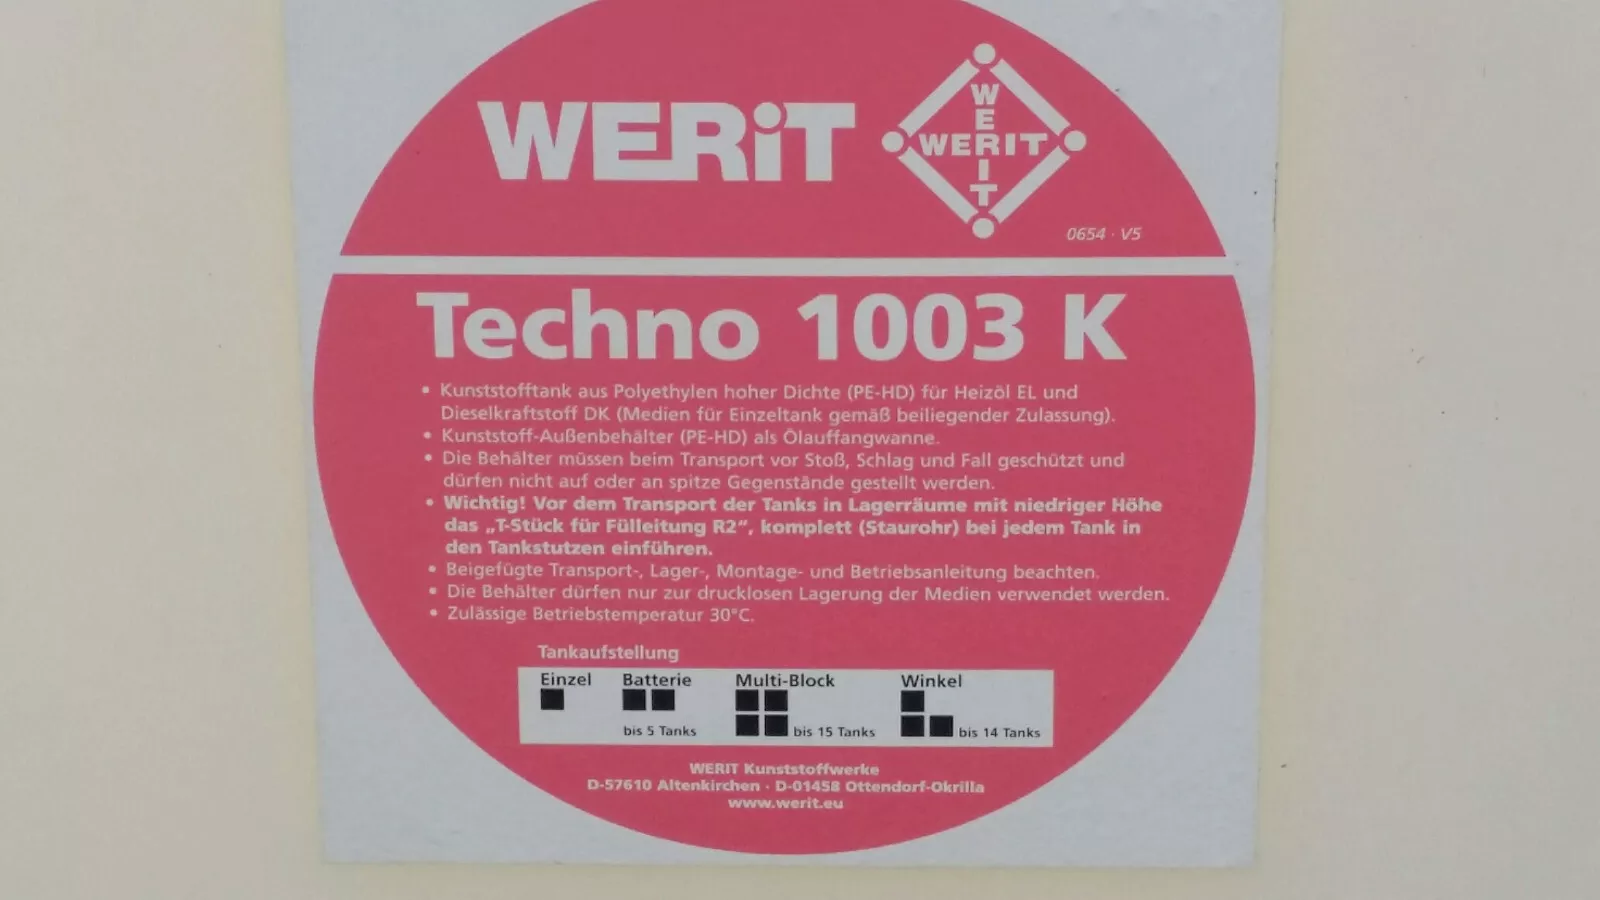 WERiT
WERIT
WERIT
0654 · V5
Techno 1003 K
• Kunststofftank aus Polyethylen hoher Dichte (PE-HD) für Heizöl EL und
Dieselkraftstoff DK (Medien für Einzeltank gemäß beiliegender Zulassung).
• Kunststoff-Außenbehälter (PE-HD) als Ölauffangwanne.
• Die Behälter müssen beim Transport vor Stoß, Schlag und Fall geschützt und
dürfen nicht auf oder an spitze Gegenstände gestellt werden.
• Wichtig! Vor dem Transport der Tanks in Lagerräume mit niedriger Höhe
das „T-Stück für Fülleitung R2“, komplett (Staurohr) bei jedem Tank in
den Tankstutzen einführen.
• Beigefügte Transport-, Lager-, Montage- und Betriebsanleitung beachten.
• Die Behälter dürfen nur zur drucklosen Lagerung der Medien verwendet werden.
• Zulässige Betriebstemperatur 30°C.
Tankaufstellung
Einzel Batterie Multi-Block Winkel
bis 5 Tanks bis 15 Tanks bis 14 Tanks
WERIT Kunststoffwerke
D-57610 Altenkirchen · D-01458 Ottendorf-Okrilla
www.werit.eu